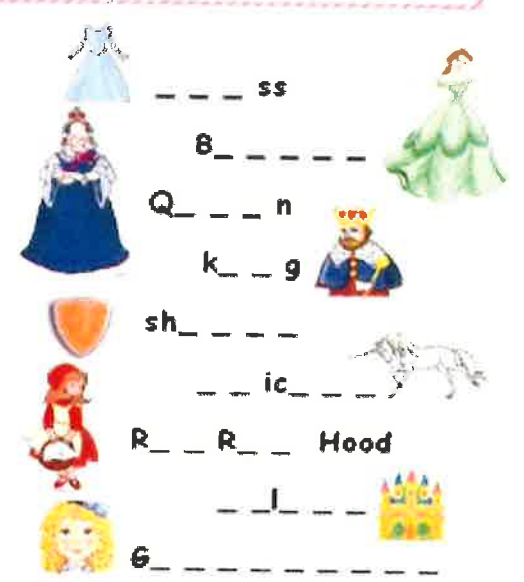 _ _ _ ss
B_ _ _ _ _
Q_ _ _ n
k_ _ g
sh_ _ _ _
_ _ ic_ _ _
R_ _ R_ _ Hood
_ _l_ _ _
G_ _ _ _ _ _ _ _ _